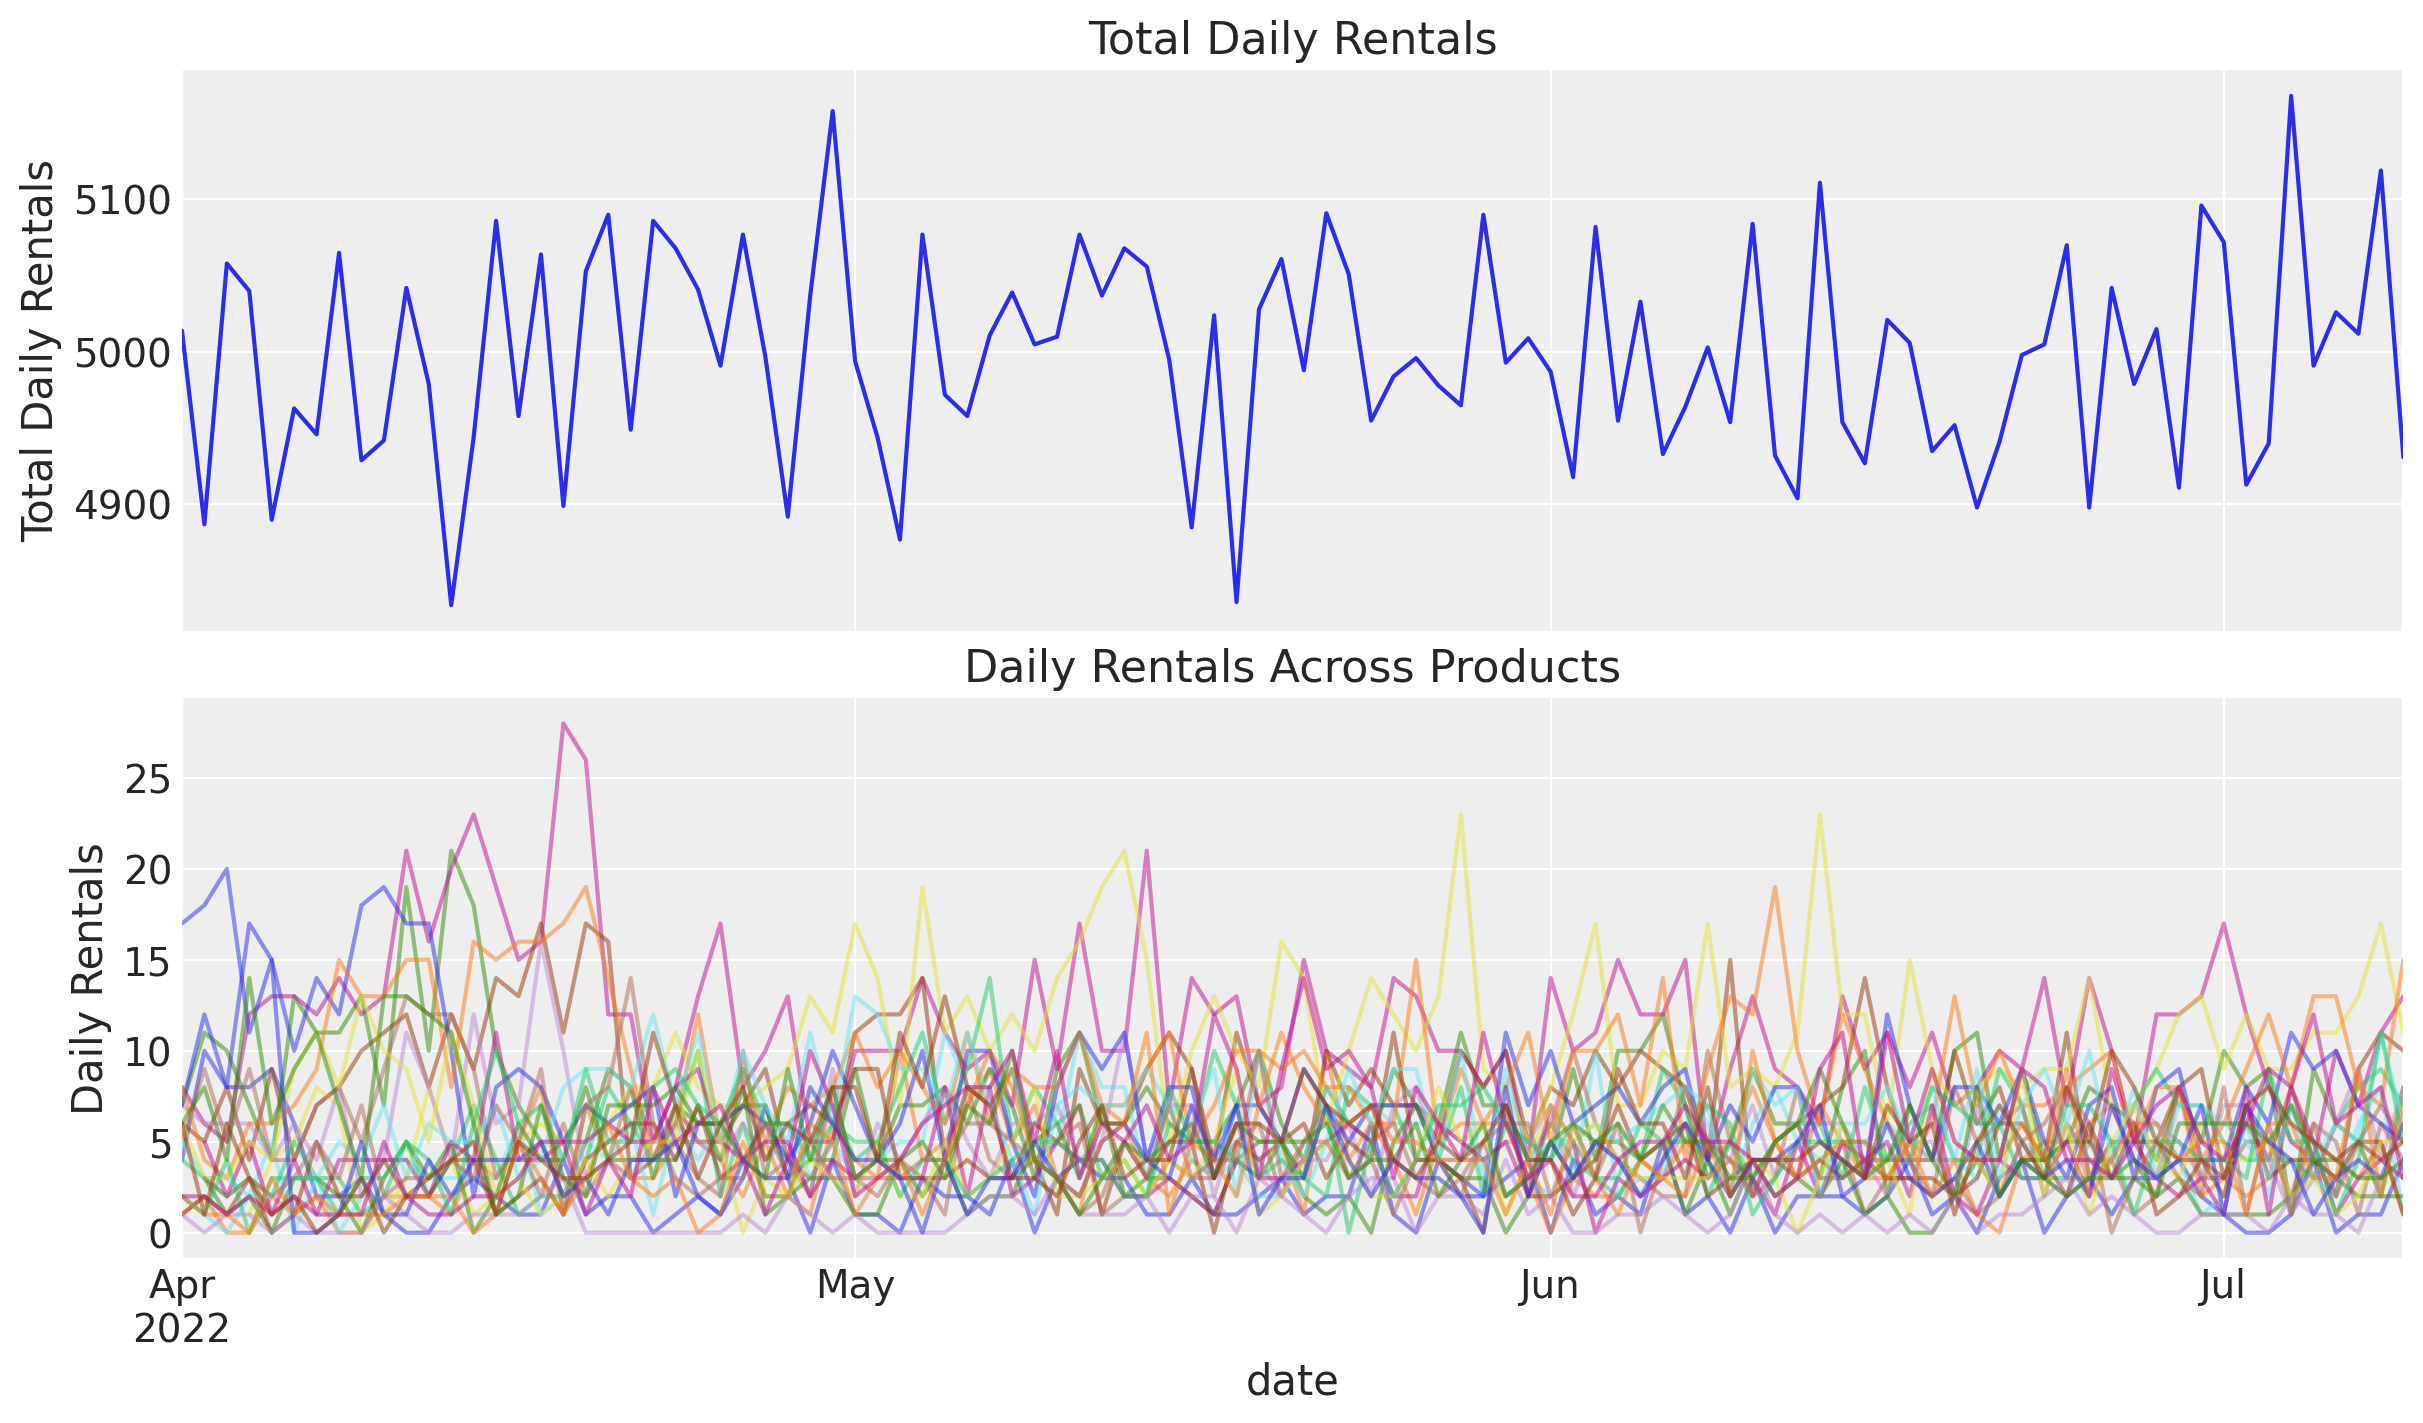 Total Daily Rentals
Total Daily Rentals
5100
5000
4900
Daily Rentals Across Products
Daily Rentals
25
20
15
10
5
0
Apr
2022
May
Jun
Jul
date